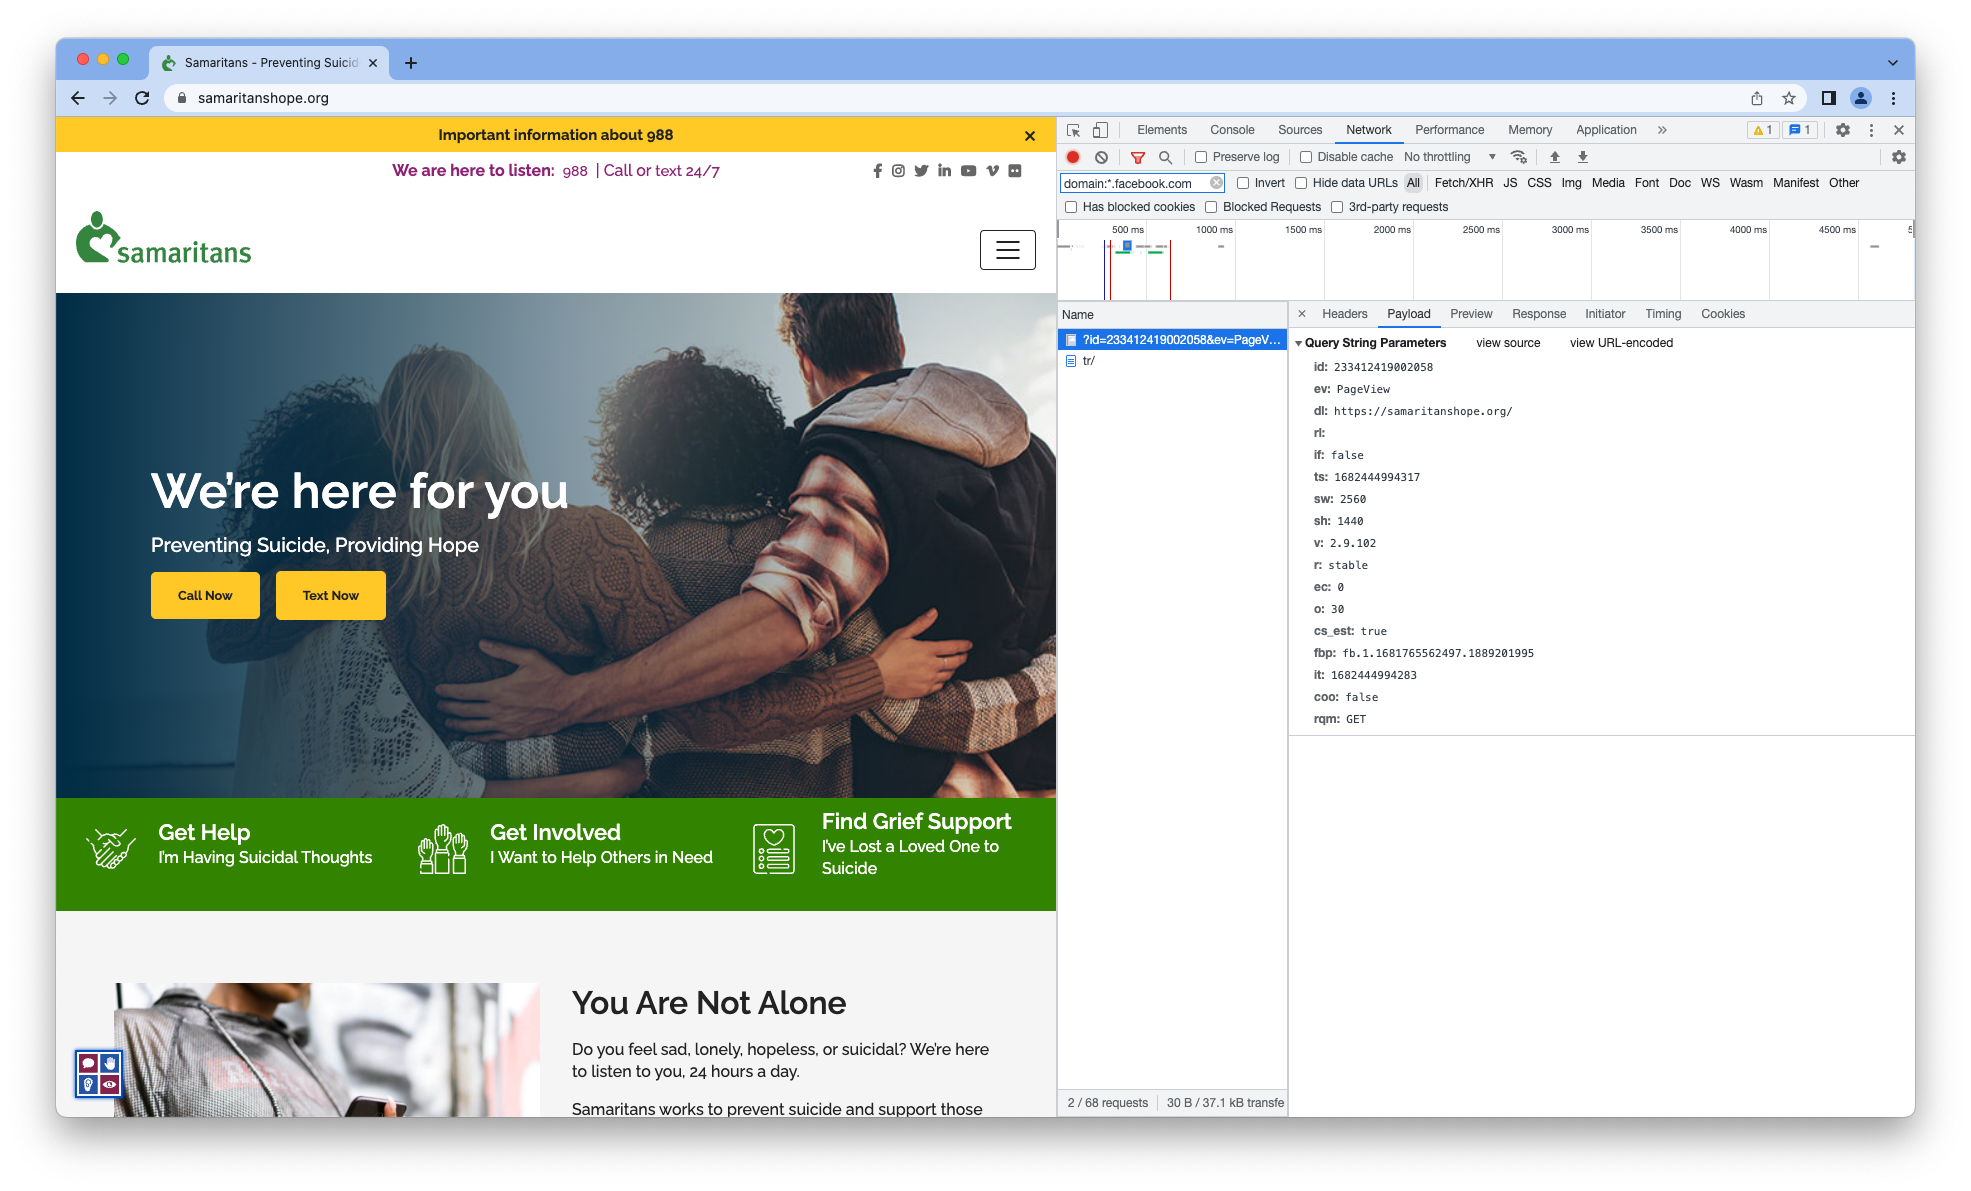 Samaritans - Preventing Suicid
samaritanshope.org
Important information about 988
We are here to listen: 988 | Call or text 24/7
samaritans
We're here for you
Preventing Suicide, Providing Hope
Call Now
Text Now
Get Help
I'm Having Suicidal Thoughts
Get Involved
I Want to Help Others in Need
Find Grief Support
I've Lost a Loved One to
Suicide
You Are Not Alone
Do you feel sad, lonely, hopeless, or suicidal? We're here
to listen to you, 24 hours a day.
Samaritans works to prevent suicide and support those
Elements Console Sources Network Performance Memory Application 1 1
Preserve log Disable cache No throttling
domain:*.facebook.com Invert Hide data URLs All Fetch/XHR JS CSS Img Media Font Doc WS Wasm Manifest Other
Has blocked cookies Blocked Requests 3rd-party requests
500 ms 1000 ms 1500 ms 2000 ms 2500 ms 3000 ms 3500 ms 4000 ms 4500 ms 5
Name
?id=233412419002058&ev=PageV...
tr/
Headers Payload Preview Response Initiator Timing Cookies
Query String Parameters view source view URL-encoded
id: 233412419002058
ev: PageView
dl: https://samaritanshope.org/
rl:
if: false
ts: 1682444994317
sw: 2560
sh: 1440
v: 2.9.102
r: stable
ec: 0
o: 30
cs_est: true
fbp: fb.1.1681765562497.1889201995
it: 1682444994283
coo: false
rqm: GET
2 / 68 requests 30 B / 37.1 kB transfe